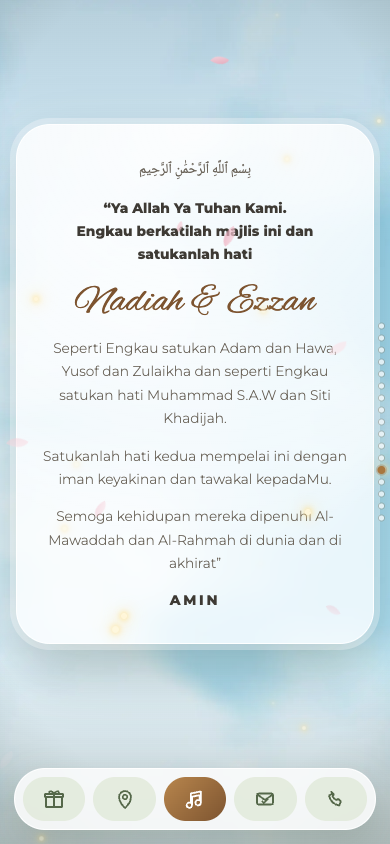 بِسْمِ ٱللَّٰهِ ٱلرَّحْمَٰنِ ٱلرَّحِيمِ
“Ya Allah Ya Tuhan Kami.
Engkau berkatilah majlis ini dan
satukanlah hati
Nadiah & Ezzan
Seperti Engkau satukan Adam dan Hawa,
Yusof dan Zulaikha dan seperti Engkau
satukan hati Muhammad S.A.W dan Siti
Khadijah.
Satukanlah hati kedua mempelai ini dengan
iman keyakinan dan tawakal kepadaMu.
Semoga kehidupan mereka dipenuhi Al-
Mawaddah dan Al-Rahmah di dunia dan di
akhirat”
AMIN